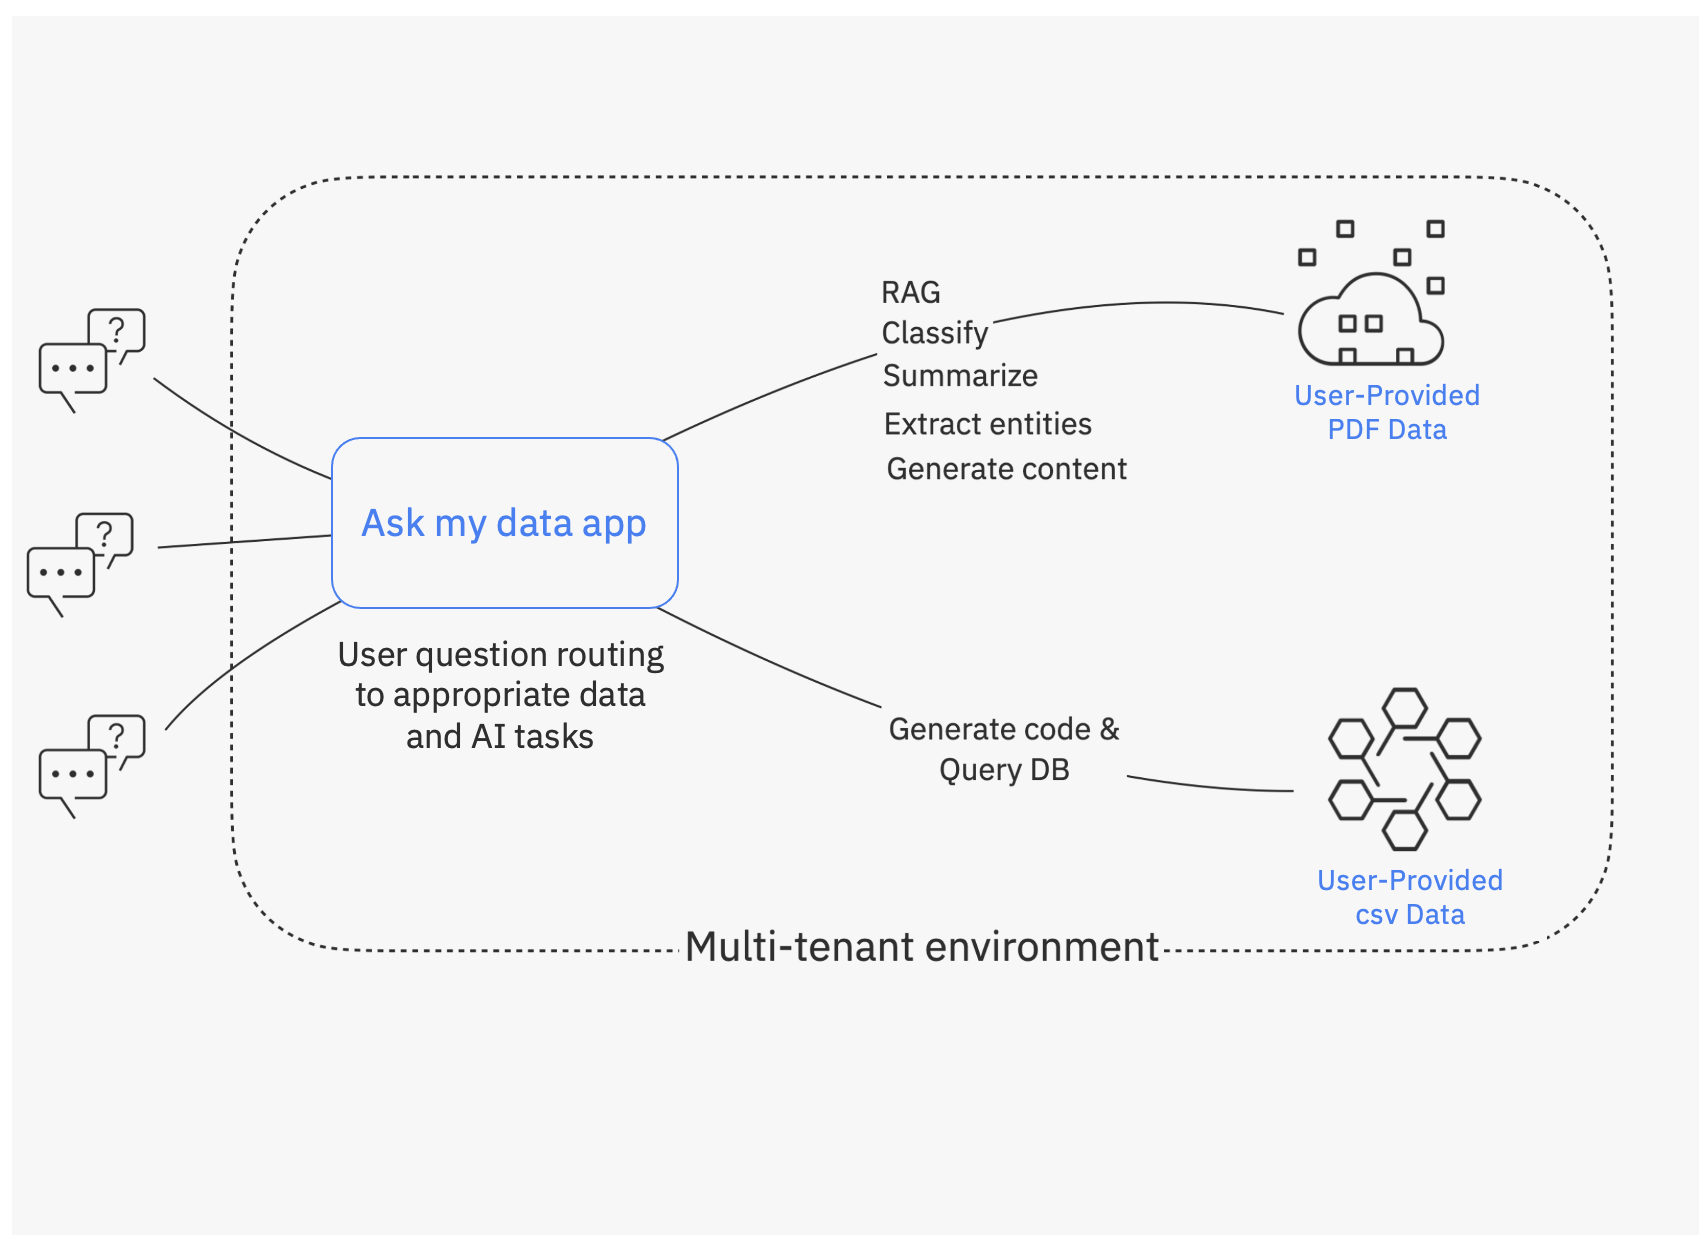 ?
?
?
Ask my data app
User question routing
to appropriate data
and AI tasks
RAG
Classify
Summarize
Extract entities
Generate content
User-Provided
PDF Data
Generate code &
Query DB
User-Provided
csv Data
Multi-tenant environment